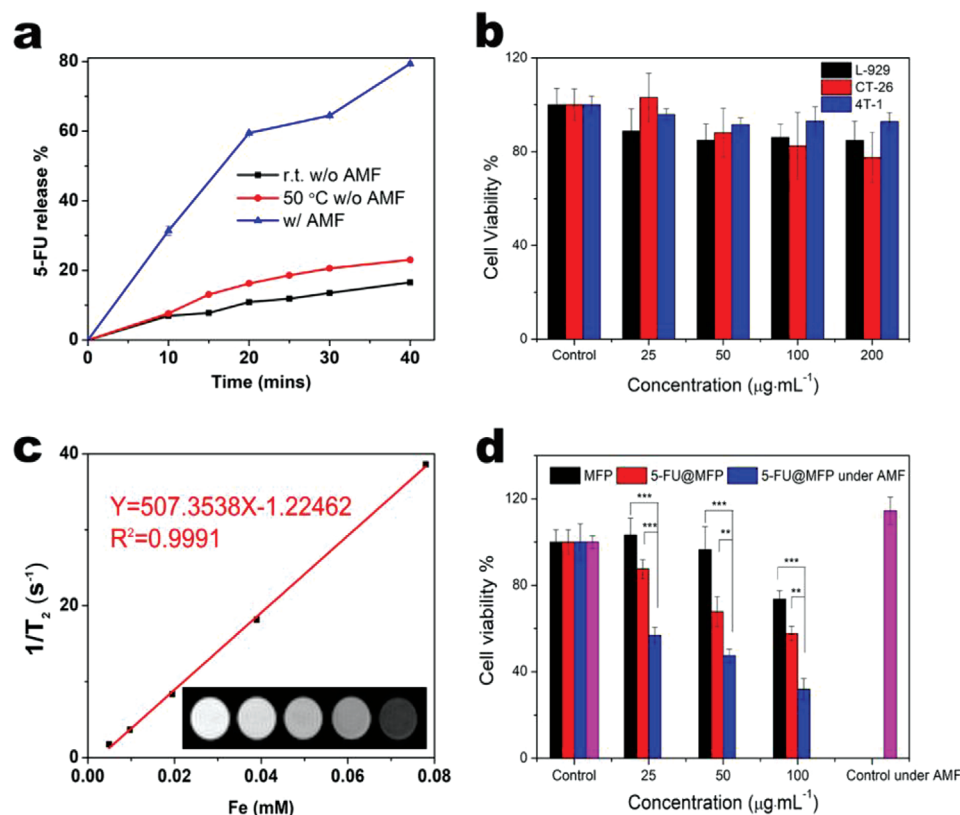 a
80
60
40
20
0
5-FU release %
r.t. w/o AMF
50 °C w/o AMF
w/ AMF
0 10 20 30 40
Time (mins)
b
120
80
40
0
Cell Viability %
L-929
CT-26
4T-1
Control 25 50 100 200
Concentration (μg·mL⁻¹)
c
40
20
0
1/T₂ (s⁻¹)
Y=507.3538X-1.22462
R²=0.9991
0.00 0.02 0.04 0.06 0.08
Fe (mM)
d
MFP 5-FU@MFP 5-FU@MFP under AMF
120
80
40
0
Cell viability %
***
***
***
**
***
**
Control 25 50 100 Control under AMF
Concentration (μg·mL⁻¹)